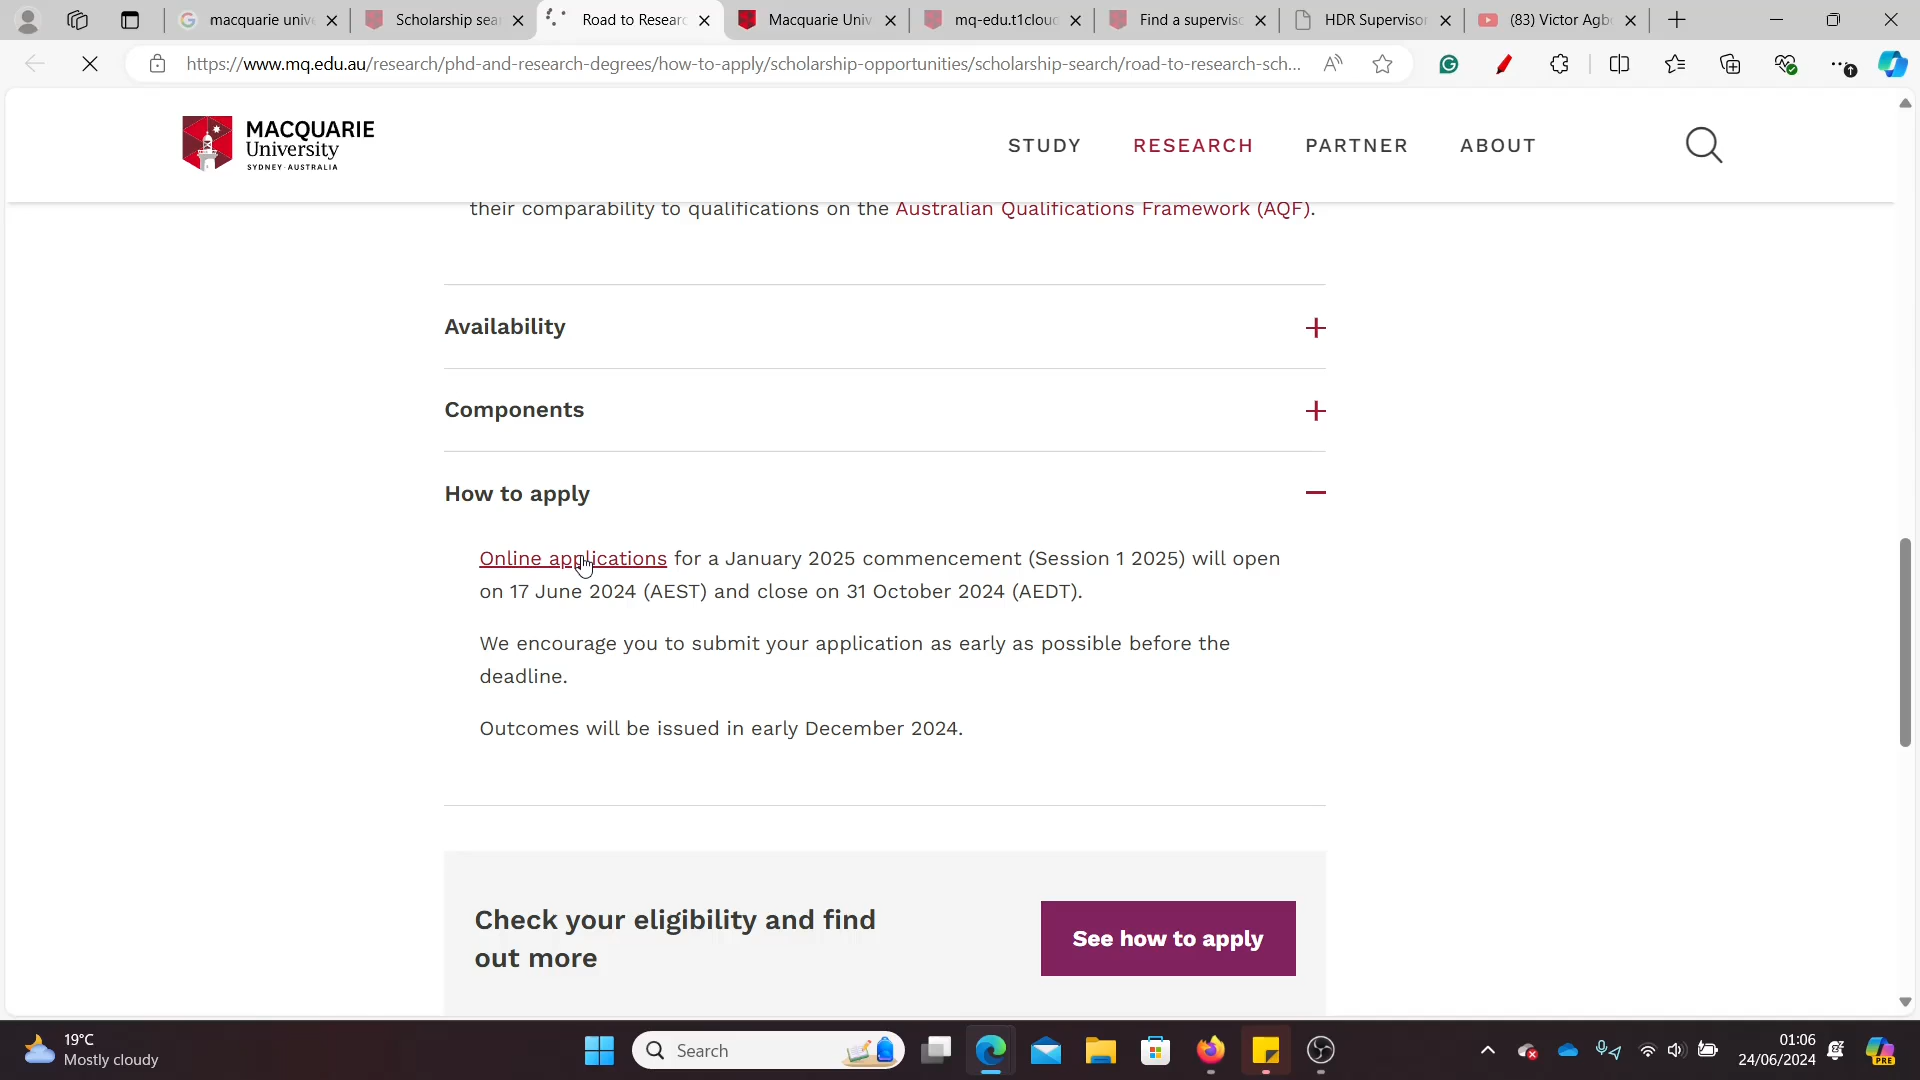 macquarie univ
Scholarship sea
Road to Researc
Macquarie Univ
mq-edu.t1clouc
Find a supervisc
HDR Superviso
(83) Victor Agb
https://www.mq.edu.au/research/phd-and-research-degrees/how-to-apply/scholarship-opportunities/scholarship-search/road-to-research-sch...
MACQUARIE
University
SYDNEY·AUSTRALIA
STUDY RESEARCH PARTNER ABOUT
their comparability to qualifications on the Australian Qualifications Framework (AQF).
Availability
Components
How to apply
Online applications for a January 2025 commencement (Session 1 2025) will open
on 17 June 2024 (AEST) and close on 31 October 2024 (AEDT).
We encourage you to submit your application as early as possible before the
deadline.
Outcomes will be issued in early December 2024.
Check your eligibility and find
out more
See how to apply
19°C
Mostly cloudy
Search
01:06
24/06/2024
PRE